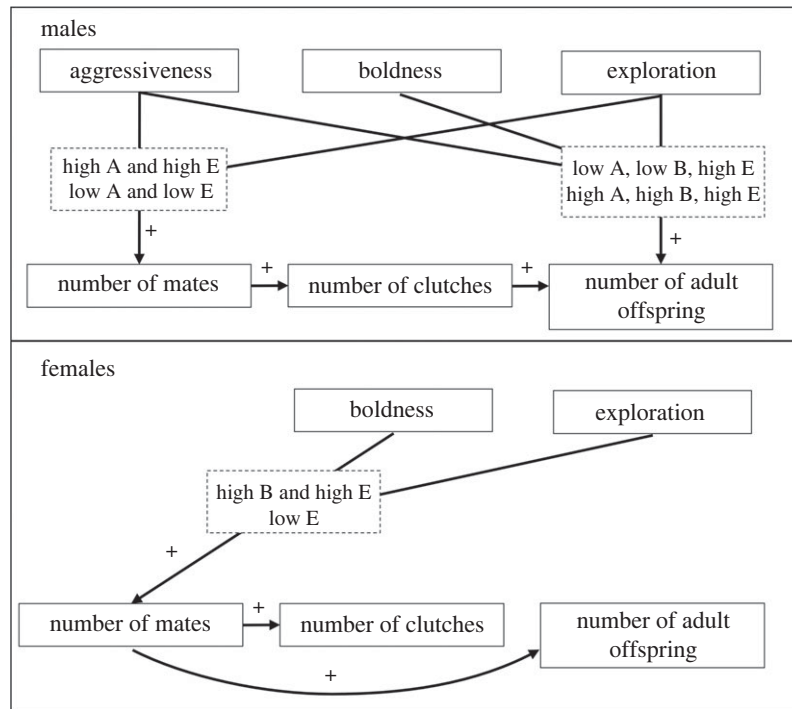 males
aggressiveness
boldness
exploration
high A and high E
low A and low E
low A, low B, high E
high A, high B, high E
+
+
number of mates
+
number of clutches
+
number of adult
offspring
females
boldness
exploration
high B and high E
low E
+
number of mates
+
number of clutches
number of adult
offspring
+